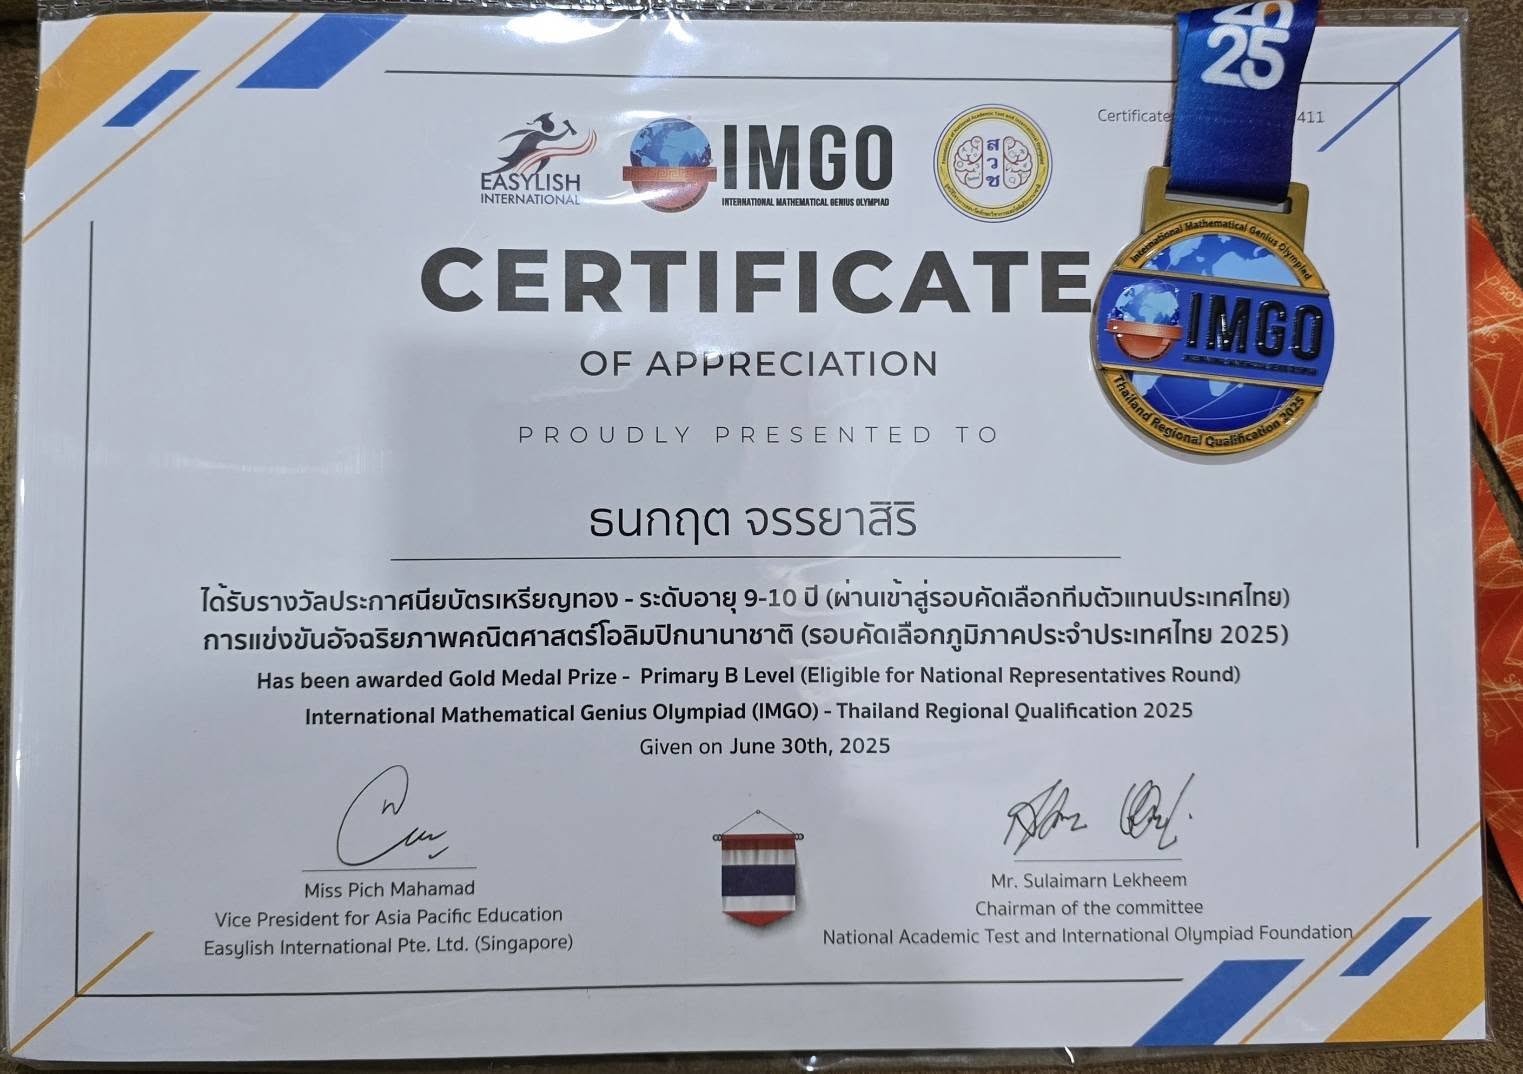 EASYLISH
INTERNATIONAL
IMGO
INTERNATIONAL MATHEMATICAL GENIUS OLYMPIAD
สวช
Certificate
411
2025
International Mathematical Genius Olympiad
IMGO
Thailand Regional Qualification 2025
CERTIFICATE
OF APPRECIATION
PROUDLY PRESENTED TO
ธนกฤต จรรยาสิริ
ได้รับรางวัลประกาศนียบัตรเหรียญทอง - ระดับอายุ 9-10 ปี (ผ่านเข้าสู่รอบคัดเลือกทีมตัวแทนประเทศไทย)
การแข่งขันอัจฉริยภาพคณิตศาสตร์โอลิมปิกนานาชาติ (รอบคัดเลือกภูมิภาคประจำประเทศไทย 2025)
Has been awarded Gold Medal Prize - Primary B Level (Eligible for National Representatives Round)
International Mathematical Genius Olympiad (IMGO) - Thailand Regional Qualification 2025
Given on June 30th, 2025
Miss Pich Mahamad
Vice President for Asia Pacific Education
Easylish International Pte. Ltd. (Singapore)
Mr. Sulaimarn Lekheem
Chairman of the committee
National Academic Test and International Olympiad Foundation